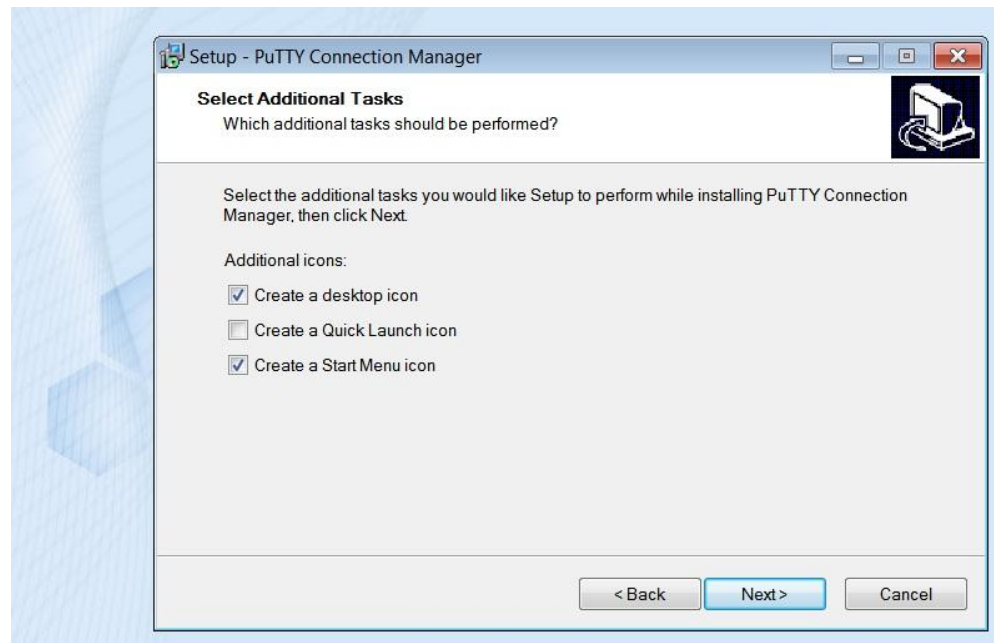 Setup - PuTTY Connection Manager
Select Additional Tasks
Which additional tasks should be performed?
Select the additional tasks you would like Setup to perform while installing PuTTY Connection
Manager, then click Next.
Additional icons:
Create a desktop icon
Create a Quick Launch icon
Create a Start Menu icon
< Back Next > Cancel